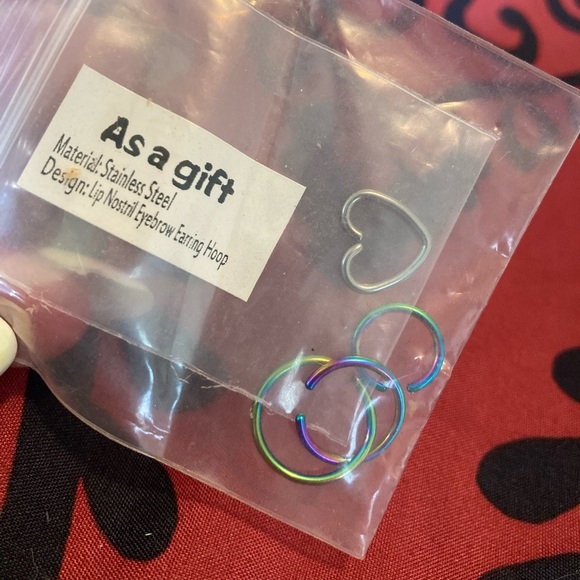 As a gift
Material: Stainless Steel
Design: Lip Nostril Eyebrow Earring Hoop